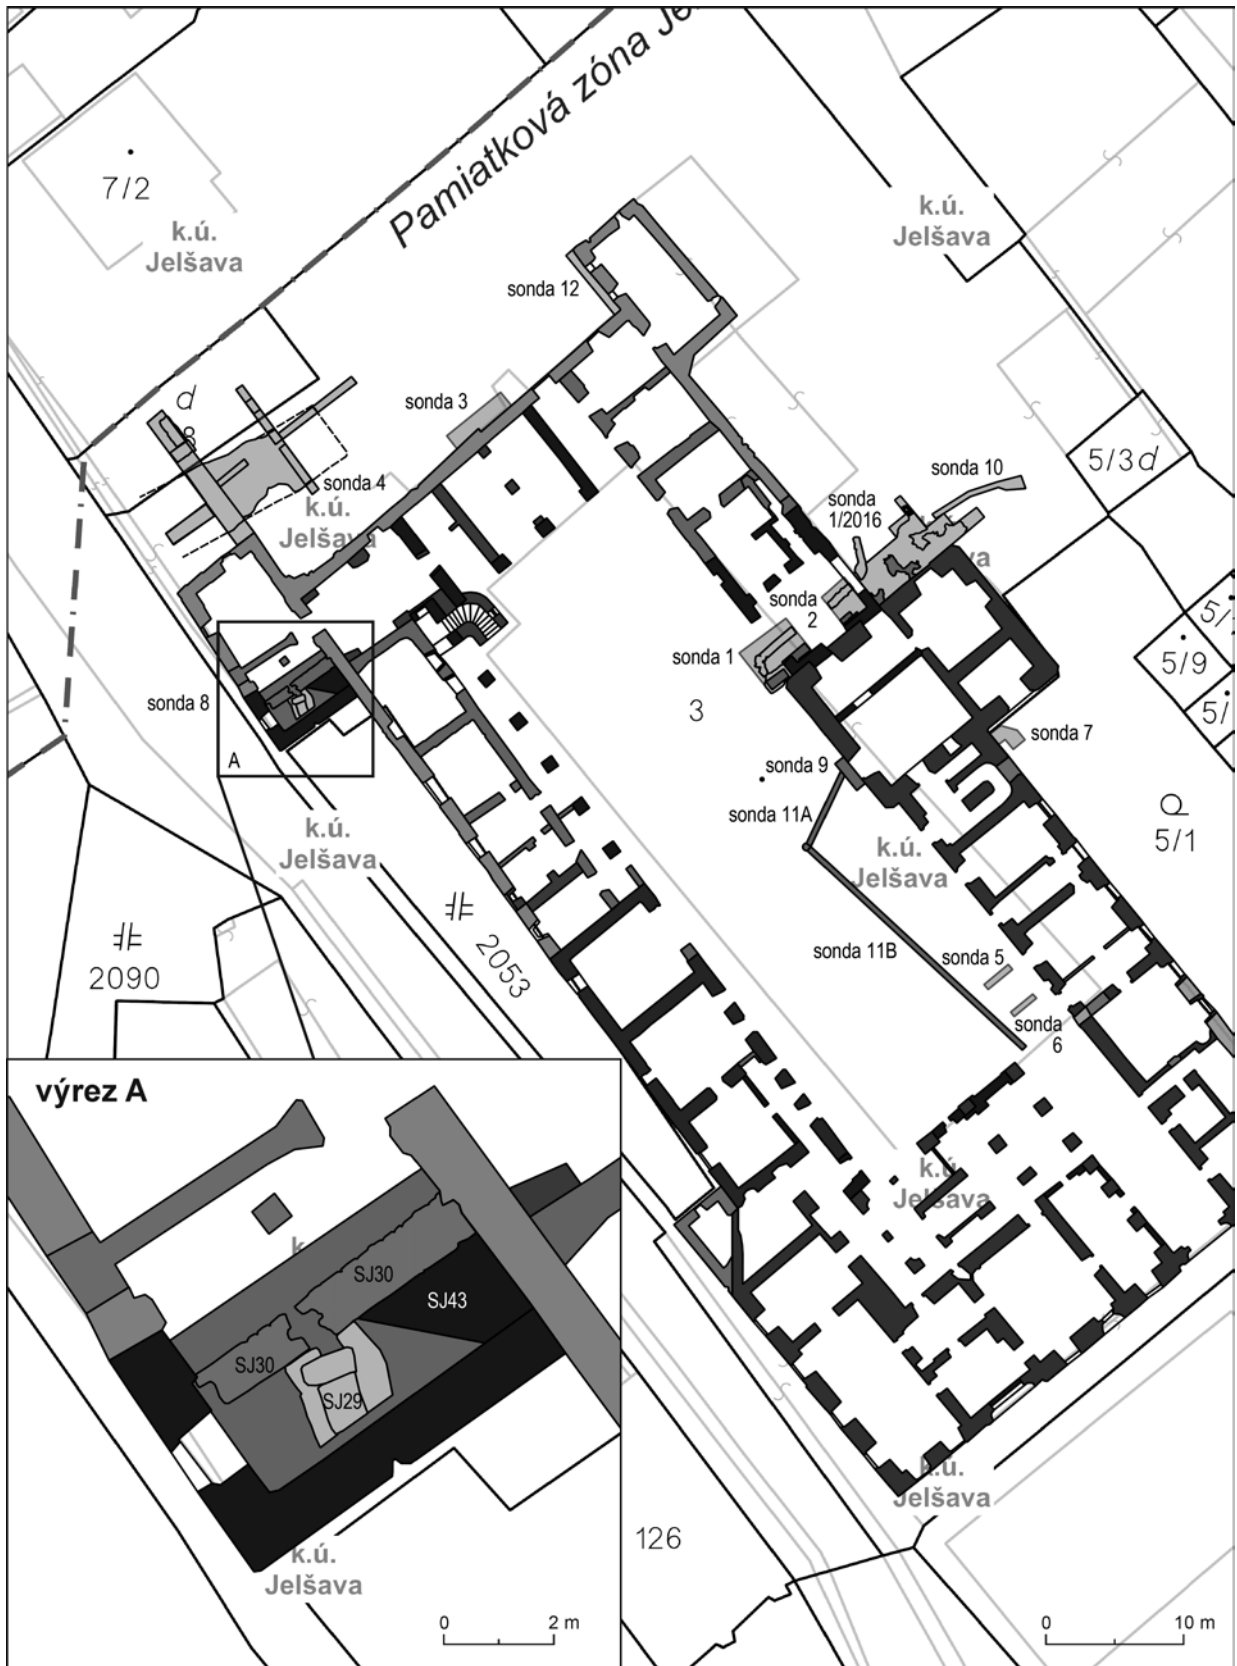 Pamiatková zóna Je
7/2
k.ú.
Jelšava
k.ú.
Jelšava
sonda 12
sonda 3
d
8
sonda 4
k.ú.
Jelšava
sonda 10
5/3d
sonda
1/2016
sonda
2
sonda 1
5/9
3
sonda 8
A
sonda 7
sonda 9
sonda 11A
5/1
k.ú.
Jelšava
k.ú.
Jelšava
2090
2053
sonda 11B
sonda 5
sonda
6
k.ú.
Jelšava
výrez A
SJ30
SJ43
SJ30
SJ29
k.ú.
Jelšava
0 2 m
126
k.ú.
Jelšava
0 10 m